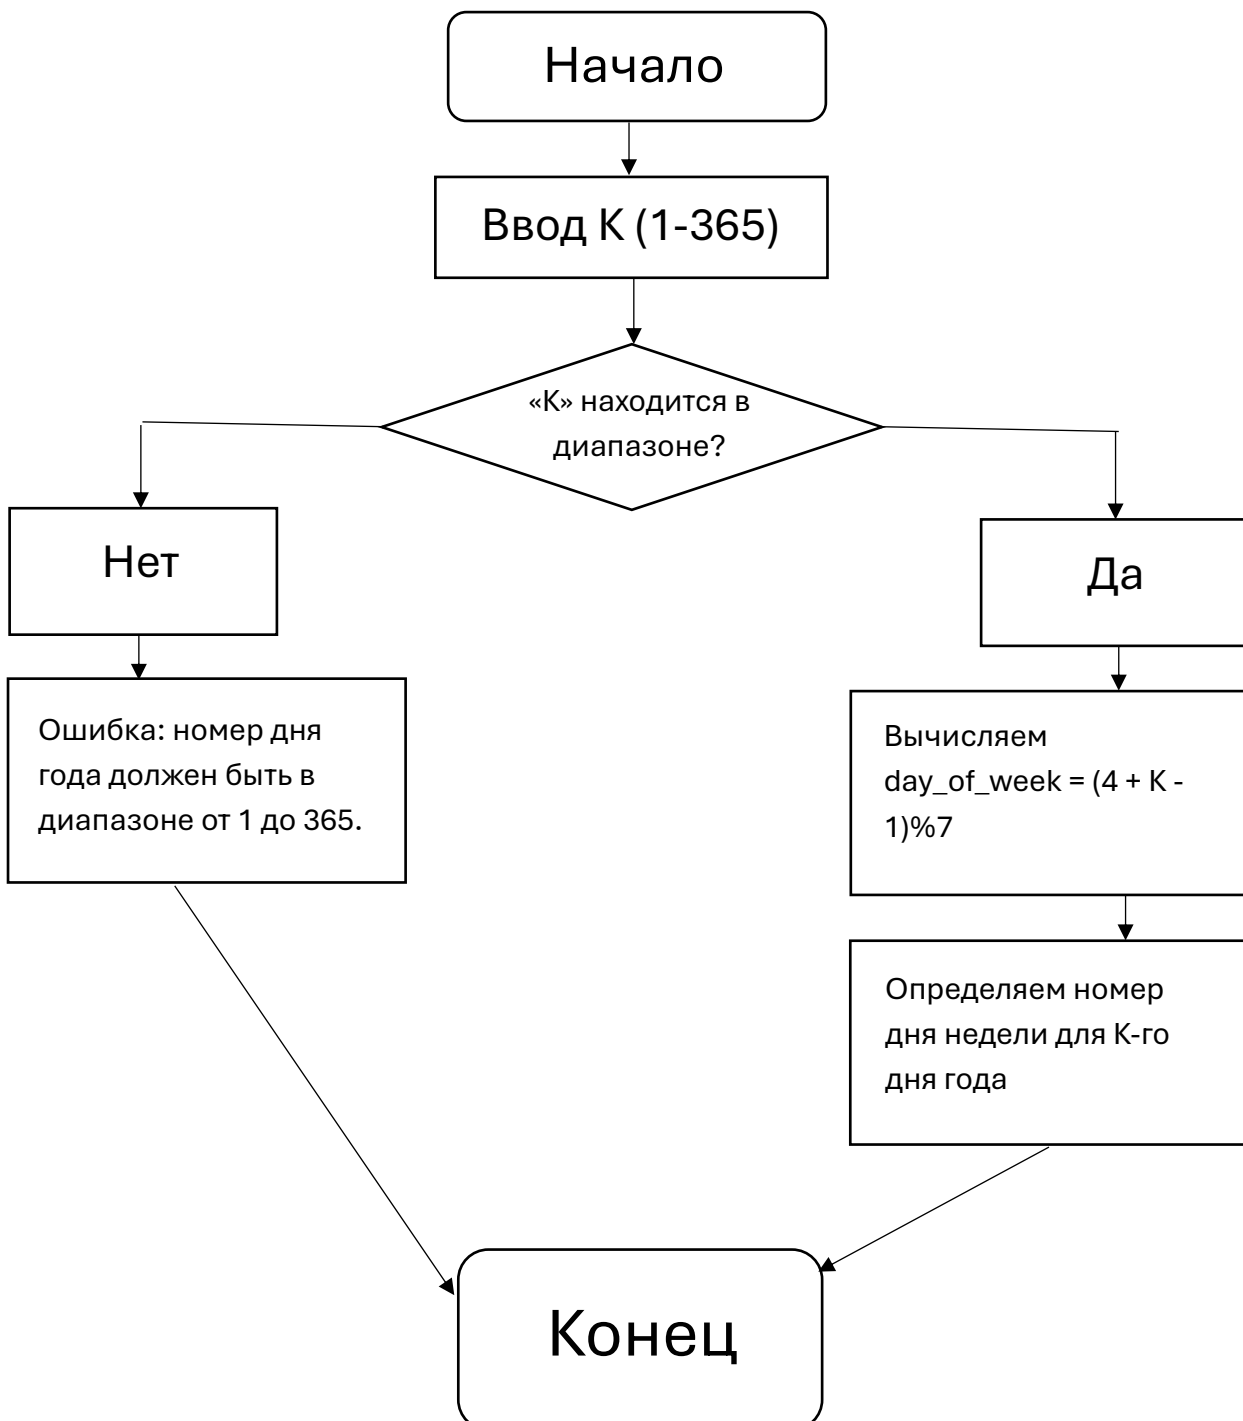 Начало
Ввод К (1-365)
«К» находится в
диапазоне?
Нет
Да
Ошибка: номер дня
года должен быть в
диапазоне от 1 до 365.
Вычисляем
day_of_week = (4 + К -
1)%7
Определяем номер
дня недели для К-го
дня года
Конец